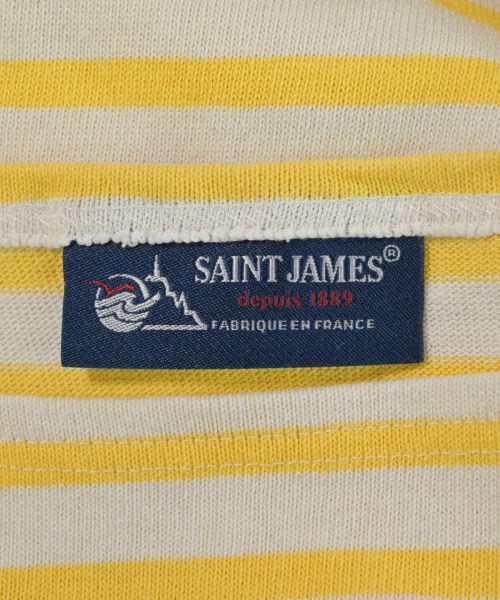 SAINT JAMES®
depuis 1889
FABRIQUE EN FRANCE